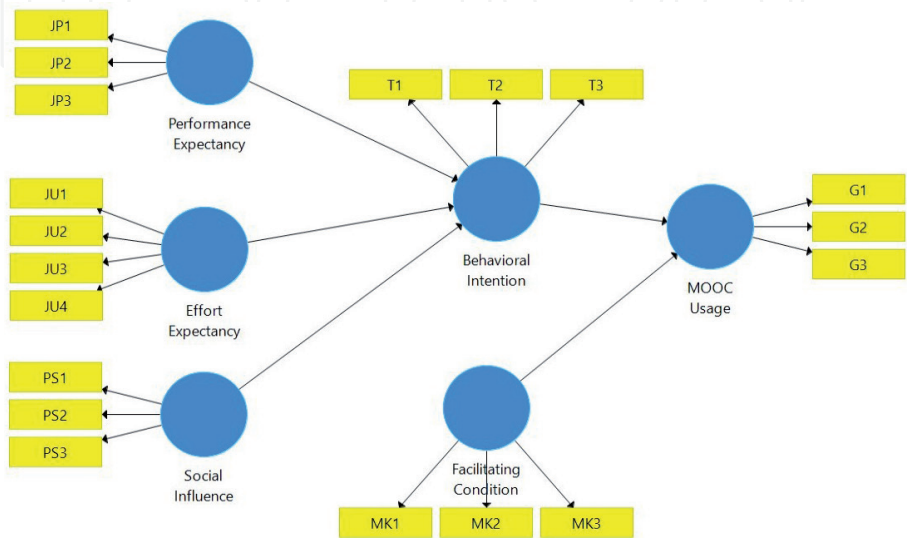 JP1
JP2
JP3
Performance
Expectancy
T1
T2
T3
JU1
JU2
JU3
JU4
Effort
Expectancy
Behavioral
Intention
G1
G2
G3
MOOC
Usage
PS1
PS2
PS3
Social
Influence
Facilitating
Condition
MK1
MK2
MK3